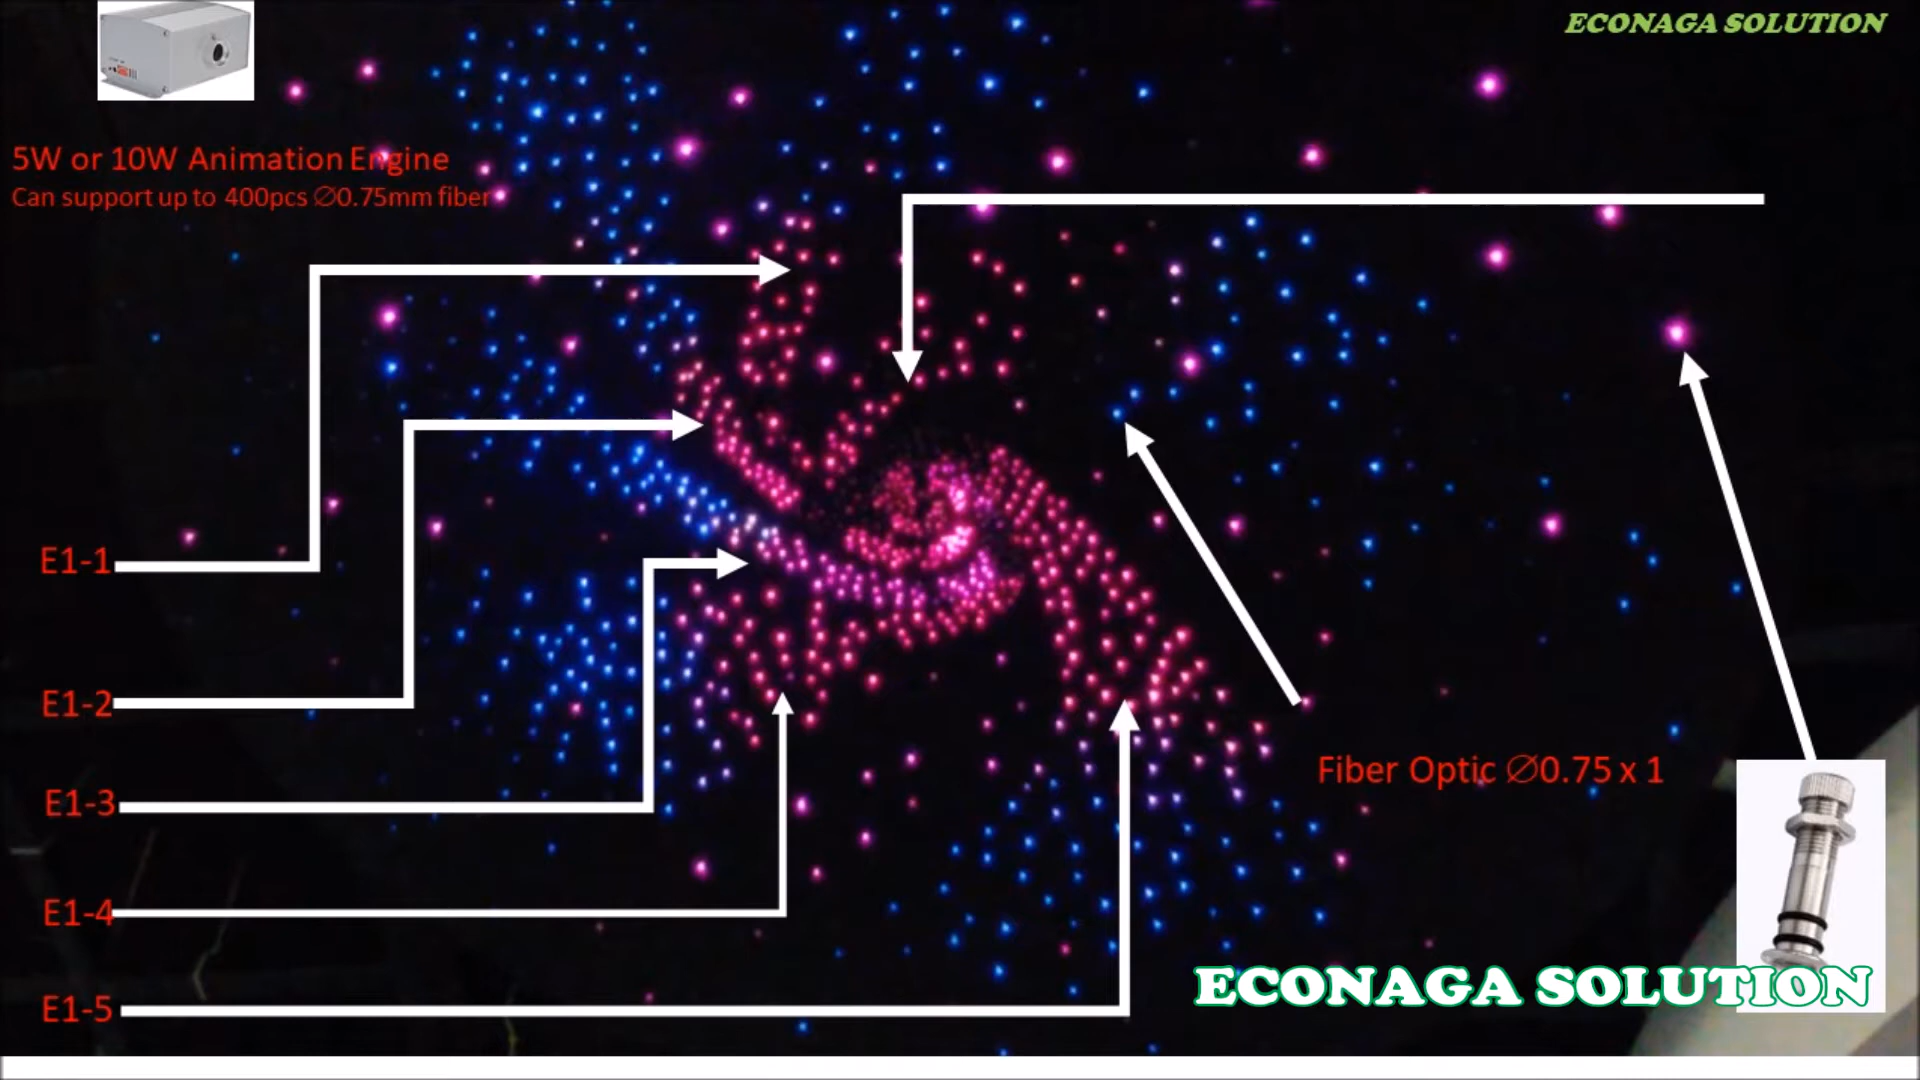 ECONAGA SOLUTION
5W or 10W Animation Engine
Can support up to 400pcs ∅0.75mm fiber
E1-1
E1-2
E1-3
E1-4
E1-5
Fiber Optic ∅0.75 x 1
ECONAGA SOLUTION